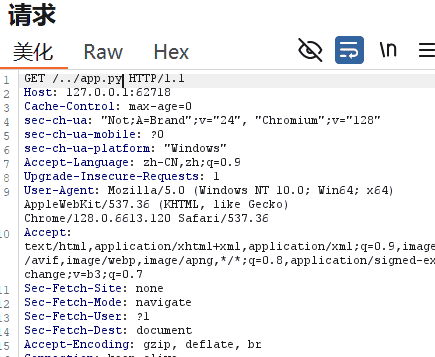 请求
美化 Raw Hex \n
1 GET /../app.py HTTP/1.1
2 Host: 127.0.0.1:62718
3 Cache-Control: max-age=0
4 sec-ch-ua: "Not;A=Brand";v="24", "Chromium";v="128"
5 sec-ch-ua-mobile: ?0
6 sec-ch-ua-platform: "Windows"
7 Accept-Language: zh-CN,zh;q=0.9
8 Upgrade-Insecure-Requests: 1
9 User-Agent: Mozilla/5.0 (Windows NT 10.0; Win64; x64)
AppleWebKit/537.36 (KHTML, like Gecko)
Chrome/128.0.6613.120 Safari/537.36
10 Accept:
text/html,application/xhtml+xml,application/xml;q=0.9,image
/avif,image/webp,image/apng,*/*;q=0.8,application/signed-ex
change;v=b3;q=0.7
11 Sec-Fetch-Site: none
12 Sec-Fetch-Mode: navigate
13 Sec-Fetch-User: ?1
14 Sec-Fetch-Dest: document
15 Accept-Encoding: gzip, deflate, br